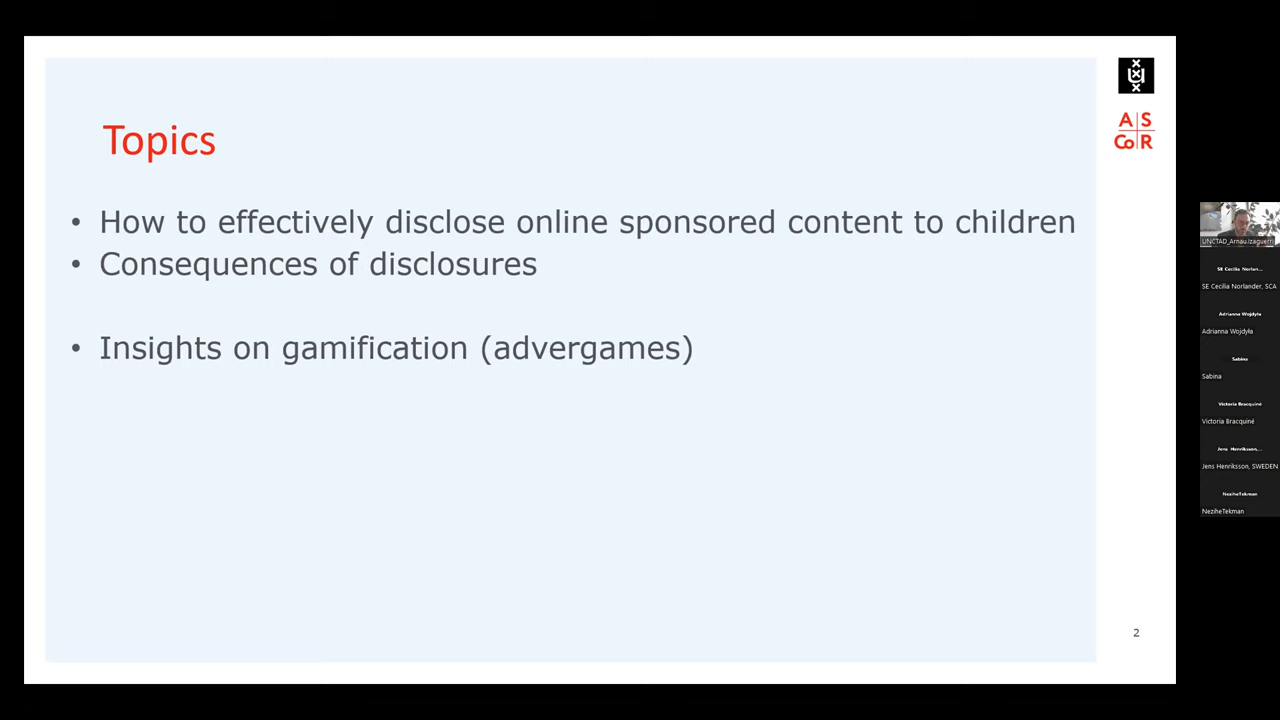 Topics
• How to effectively disclose online sponsored content to children
• Consequences of disclosures
• Insights on gamification (advergames)
A S
Co R
2
UNCTAD_Arnau.Izaguerri
SE Cecilia Norlan...
SE Cecilia Norlander, SCA
Adrianna Wojdyła
Adrianna Wojdyła
Sabina
Sabina
Victoria Bracquiné
Victoria Bracquiné
Jens Henriksson,...
Jens Henriksson, SWEDEN
NeziheTekman
NeziheTekman